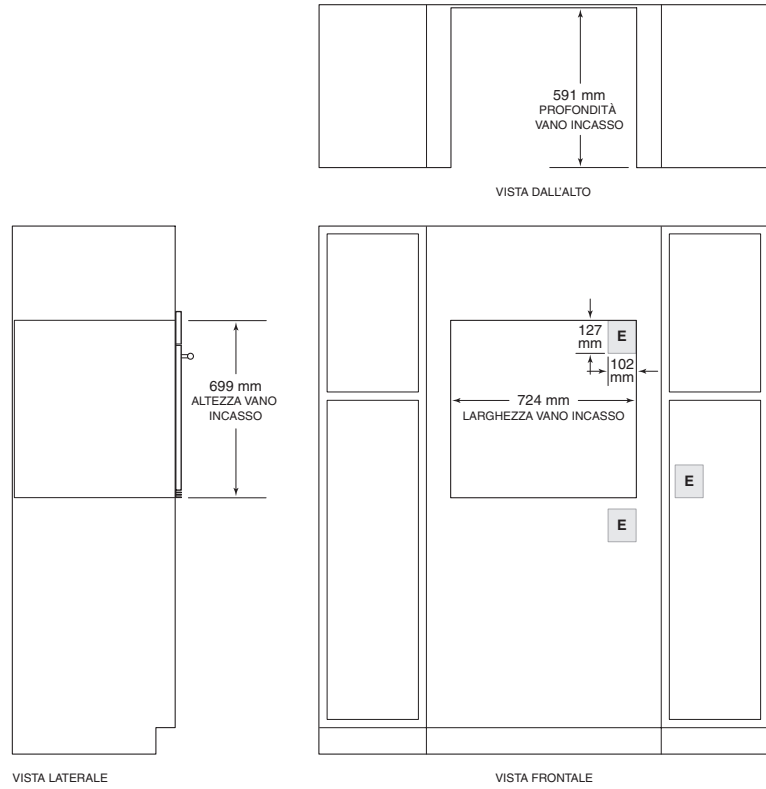 591 mm
PROFONDITÀ
VANO INCASSO
VISTA DALL'ALTO
127
mm
E
102
mm
699 mm
ALTEZZA VANO
INCASSO
724 mm
LARGHEZZA VANO INCASSO
E
E
VISTA LATERALE
VISTA FRONTALE